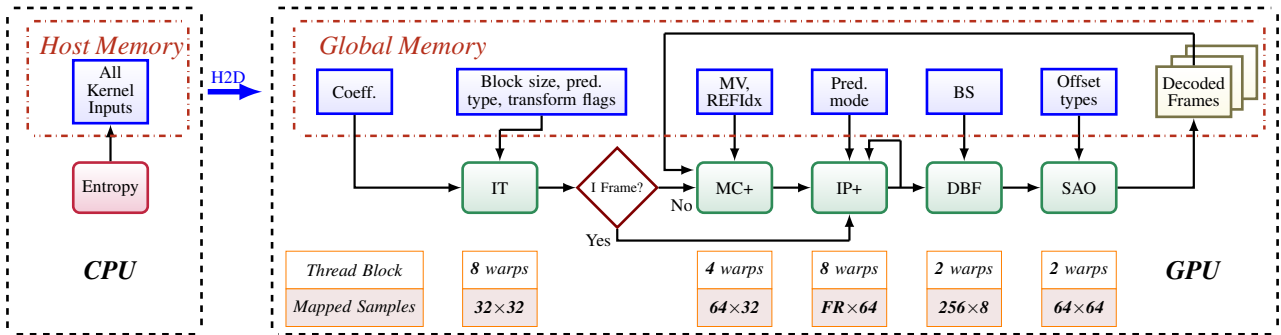 Host Memory
All
Kernel
Inputs
Entropy
CPU
H2D
Global Memory
Coeff.
Block size, pred.
type, transform flags
MV,
REFIdx
Pred.
mode
BS
Offset
types
Decoded
Frames
IT
I Frame?
No
Yes
MC+
IP+
DBF
SAO
Thread Block
8 warps
4 warps
8 warps
2 warps
2 warps
GPU
Mapped Samples
32×32
64×32
FR×64
256×8
64×64